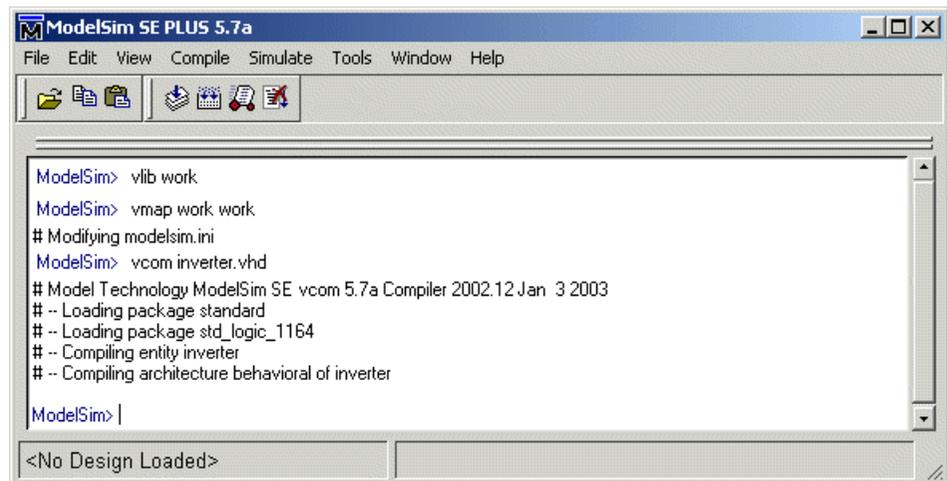 ModelSim SE PLUS 5.7a
File Edit View Compile Simulate Tools Window Help
ModelSim> vlib work
ModelSim> vmap work work
# Modifying modelsim.ini
ModelSim> vcom inverter.vhd
# Model Technology ModelSim SE vcom 5.7a Compiler 2002.12 Jan 3 2003
# -- Loading package standard
# -- Loading package std_logic_1164
# -- Compiling entity inverter
# -- Compiling architecture behavioral of inverter
ModelSim>
<No Design Loaded>